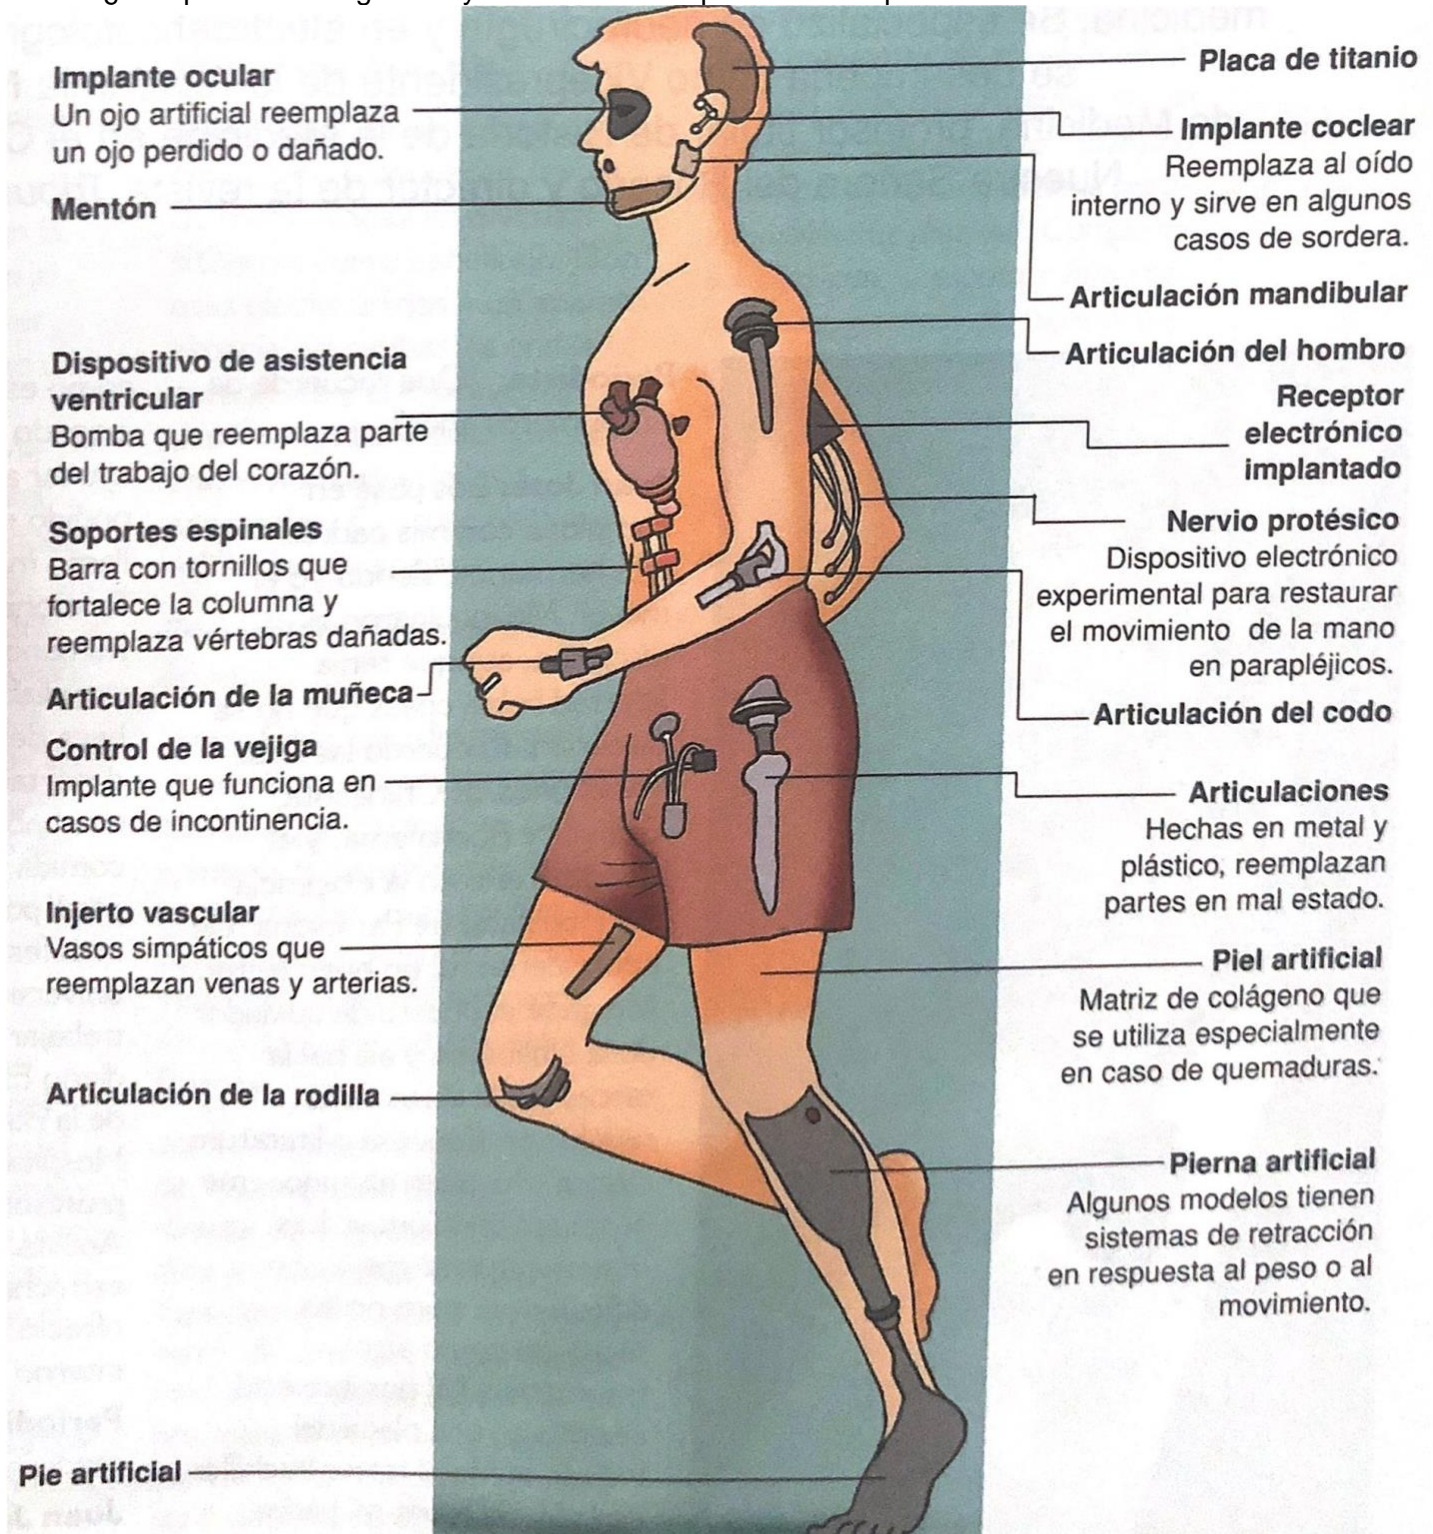 Implante ocular
Un ojo artificial reemplaza
un ojo perdido o dañado.
Mentón
Dispositivo de asistencia
ventricular
Bomba que reemplaza parte
del trabajo del corazón.
Soportes espinales
Barra con tornillos que
fortalece la columna y
reemplaza vértebras dañadas.
Articulación de la muñeca
Control de la vejiga
Implante que funciona en
casos de incontinencia.
Injerto vascular
Vasos simpáticos que
reemplazan venas y arterias.
Articulación de la rodilla
Pie artificial
Placa de titanio
Implante coclear
Reemplaza al oído
interno y sirve en algunos
casos de sordera.
Articulación mandibular
Articulación del hombro
Receptor
electrónico
implantado
Nervio protésico
Dispositivo electrónico
experimental para restaurar
el movimiento de la mano
en parapléjicos.
Articulación del codo
Articulaciones
Hechas en metal y
plástico, reemplazan
partes en mal estado.
Piel artificial
Matriz de colágeno que
se utiliza especialmente
en caso de quemaduras.
Pierna artificial
Algunos modelos tienen
sistemas de retracción
en respuesta al peso o al
movimiento.